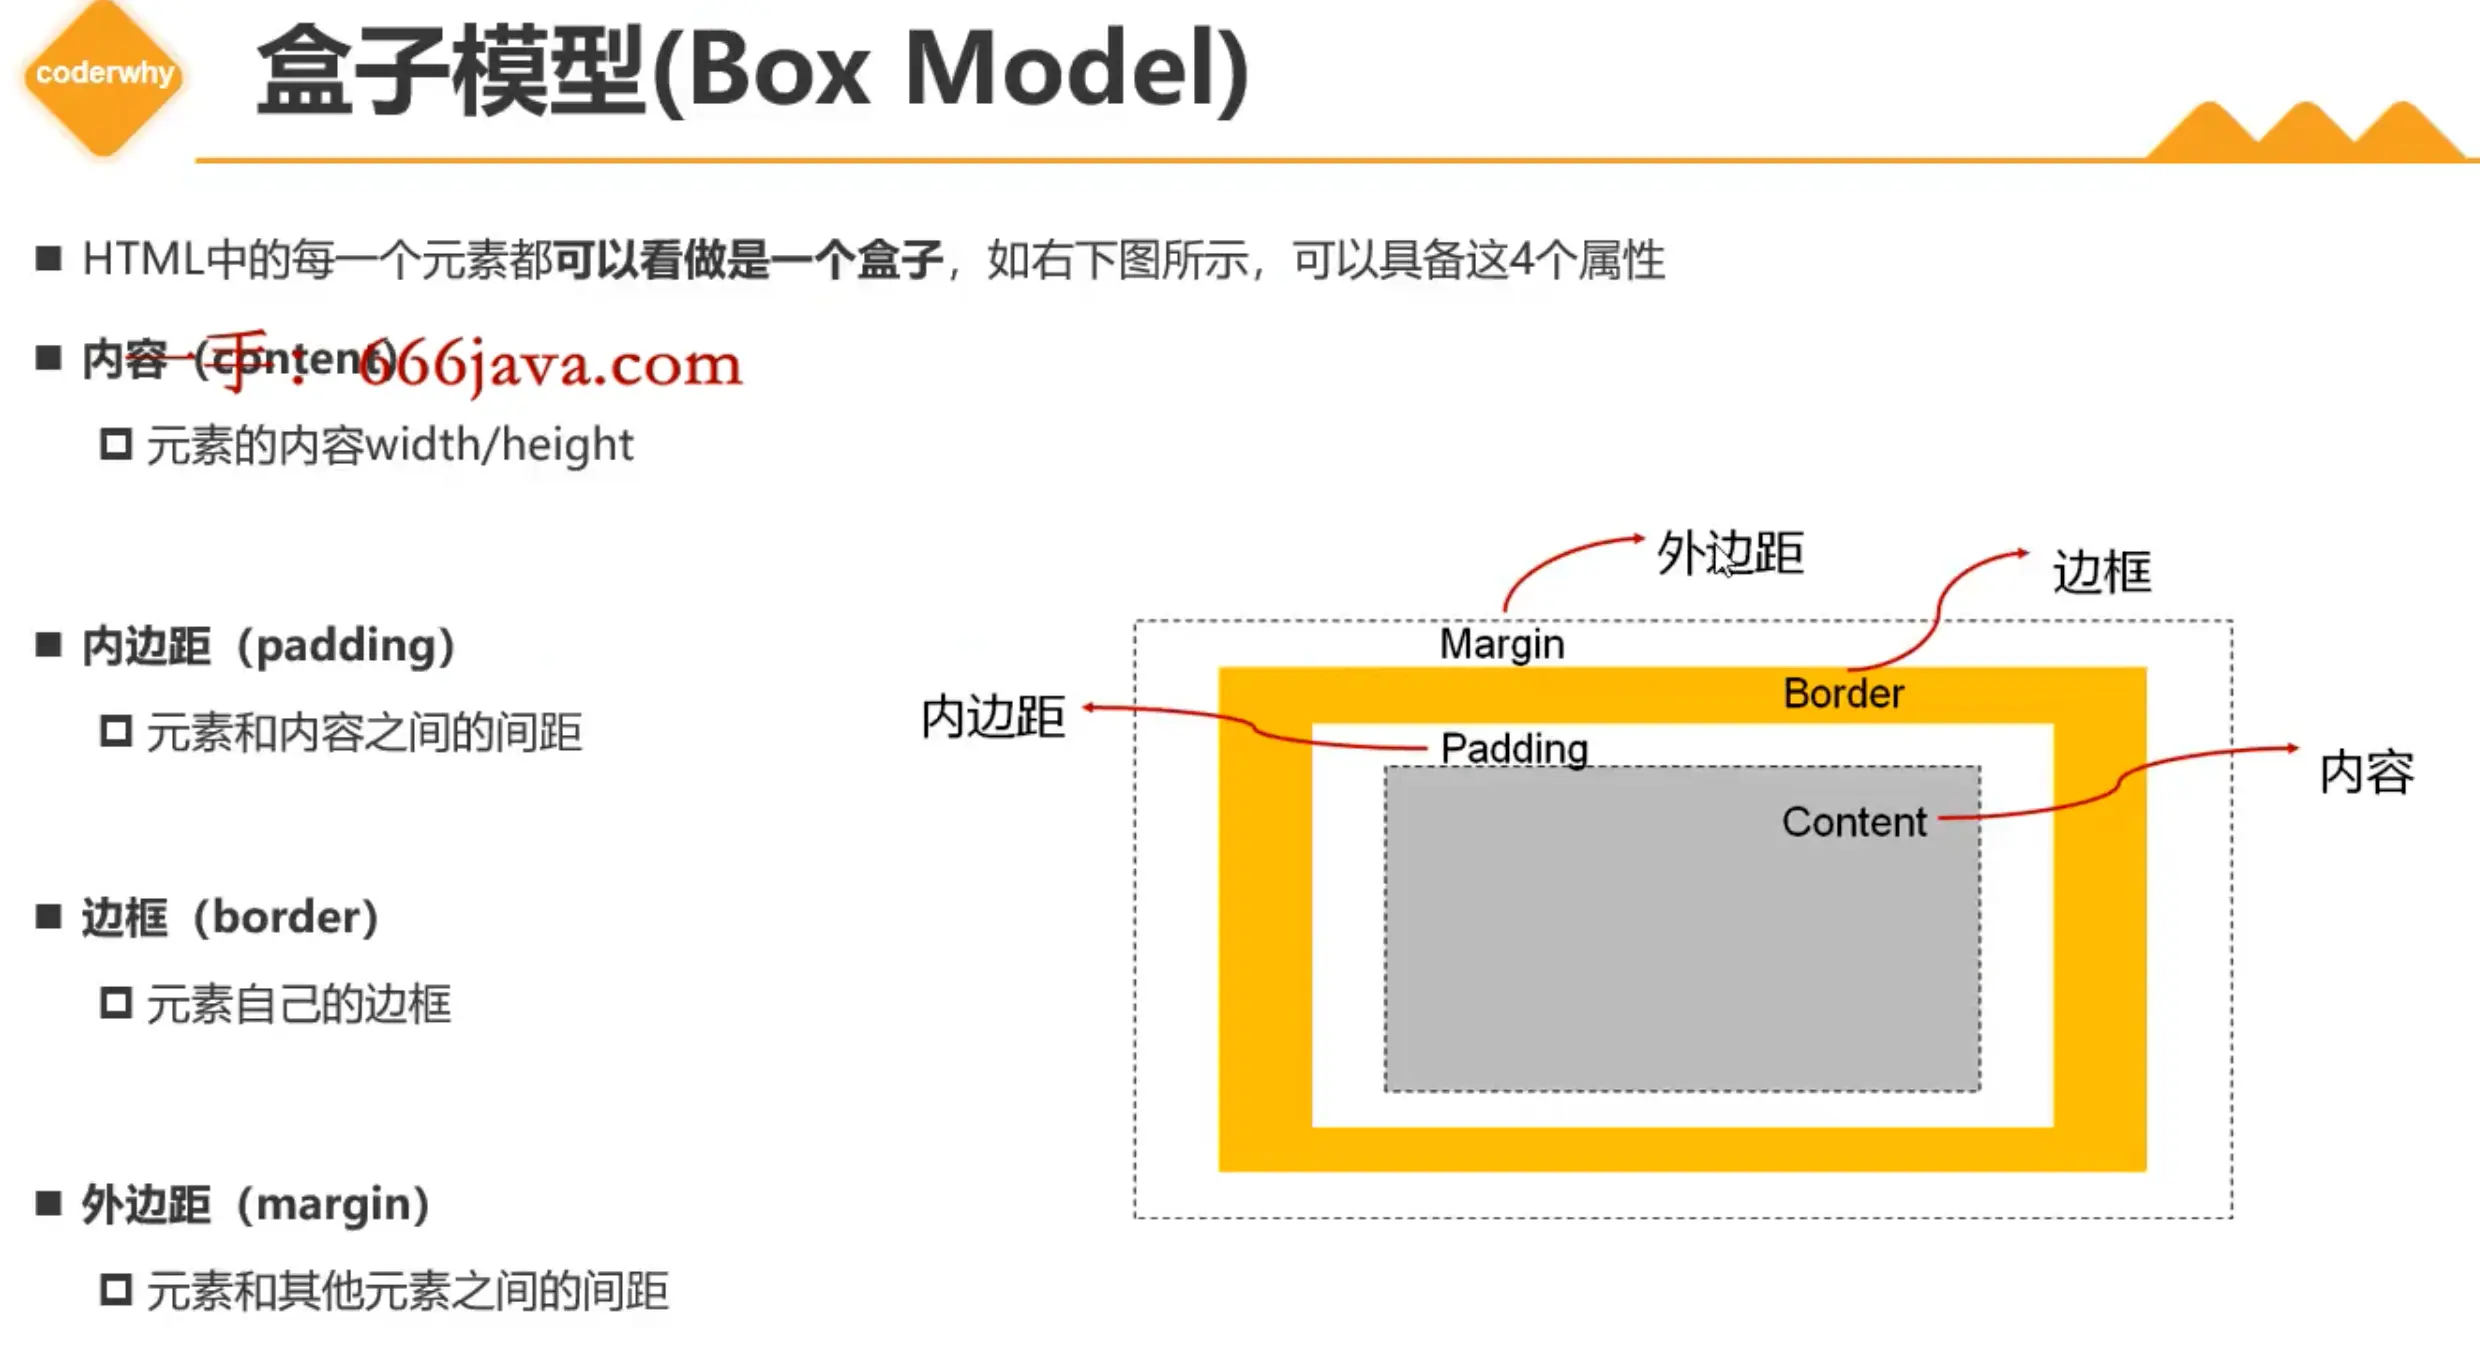 coderwhy
盒子模型(Box Model)
HTML中的每一个元素都可以看做是一个盒子，如右下图所示，可以具备这4个属性
内容（content）
一手： 666java.com
元素的内容width/height
内边距（padding）
元素和内容之间的间距
边框（border）
元素自己的边框
外边距（margin）
元素和其他元素之间的间距
外边距
边框
Margin
Border
内边距
Padding
内容
Content